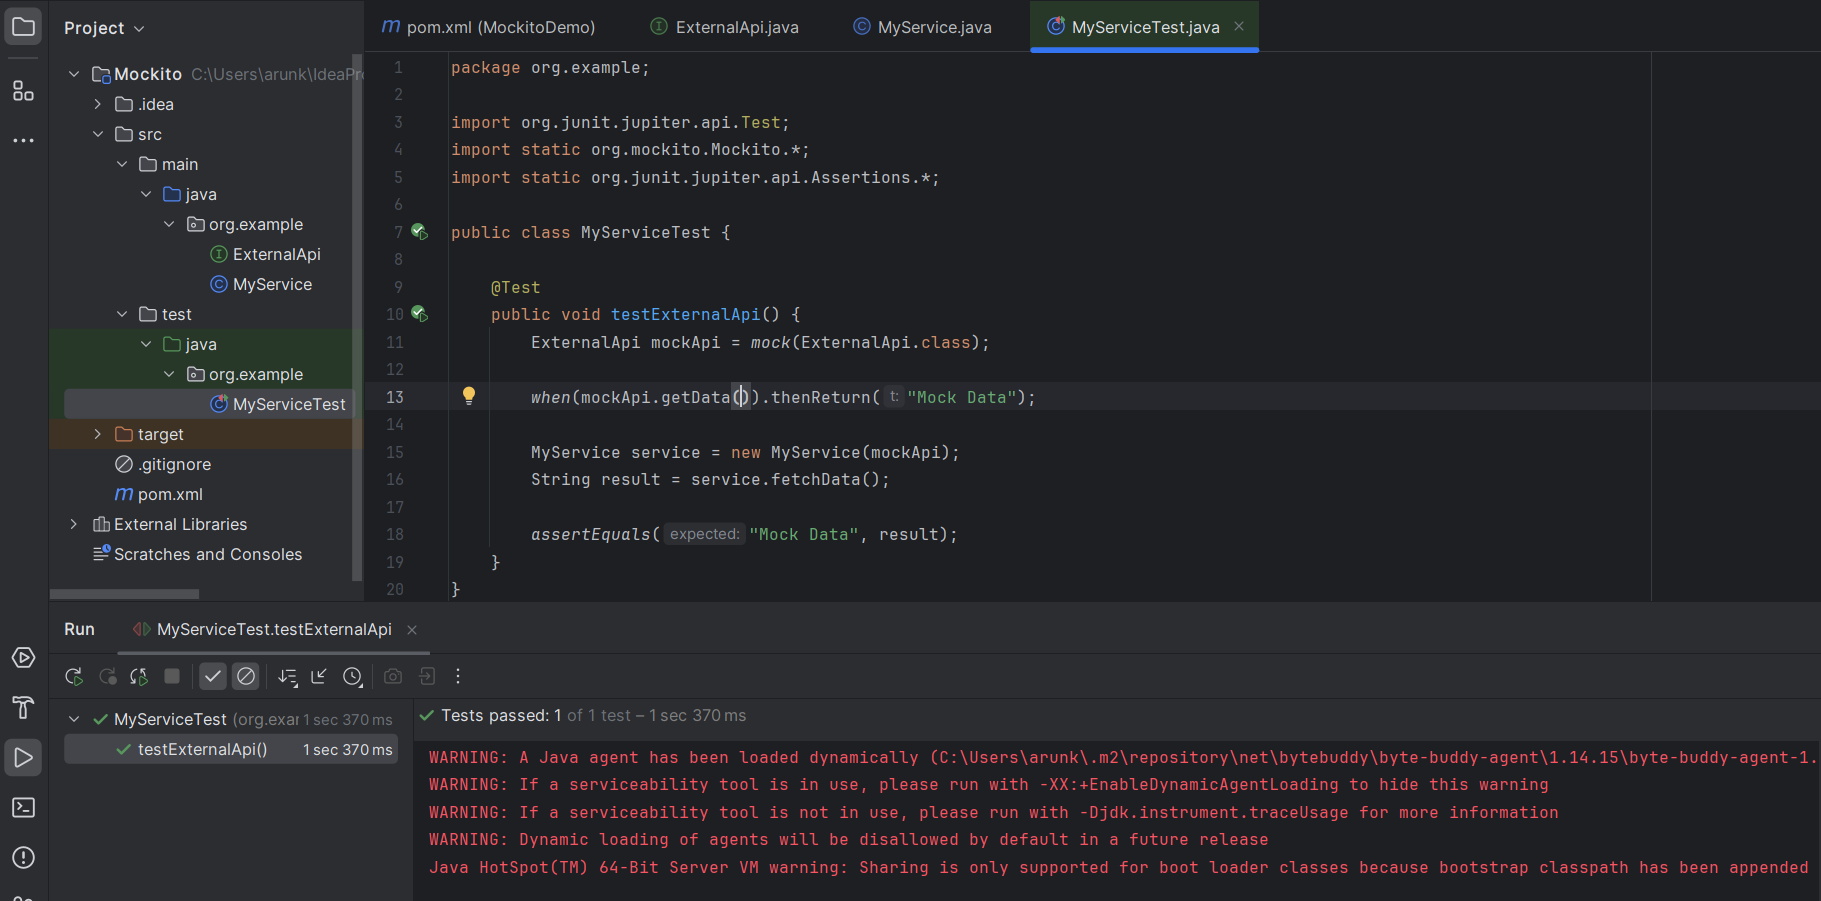 Project
pom.xml (MockitoDemo)
ExternalApi.java
MyService.java
MyServiceTest.java
Mockito C:\Users\arunk\IdeaPr
.idea
src
main
java
org.example
ExternalApi
MyService
test
java
org.example
MyServiceTest
target
.gitignore
pom.xml
External Libraries
Scratches and Consoles
1 package org.example;
2
3 import org.junit.jupiter.api.Test;
4 import static org.mockito.Mockito.*;
5 import static org.junit.jupiter.api.Assertions.*;
6
7 public class MyServiceTest {
8
9 @Test
10 public void testExternalApi() {
11 ExternalApi mockApi = mock(ExternalApi.class);
12
13 when(mockApi.getData()).thenReturn( t: "Mock Data");
14
15 MyService service = new MyService(mockApi);
16 String result = service.fetchData();
17
18 assertEquals( expected: "Mock Data", result);
19 }
20 }
Run MyServiceTest.testExternalApi
MyServiceTest (org.exar 1 sec 370 ms
testExternalApi() 1 sec 370 ms
Tests passed: 1 of 1 test – 1 sec 370 ms
WARNING: A Java agent has been loaded dynamically (C:\Users\arunk\.m2\repository\net\bytebuddy\byte-buddy-agent\1.14.15\byte-buddy-agent-1.
WARNING: If a serviceability tool is in use, please run with -XX:+EnableDynamicAgentLoading to hide this warning
WARNING: If a serviceability tool is not in use, please run with -Djdk.instrument.traceUsage for more information
WARNING: Dynamic loading of agents will be disallowed by default in a future release
Java HotSpot(TM) 64-Bit Server VM warning: Sharing is only supported for boot loader classes because bootstrap classpath has been appended